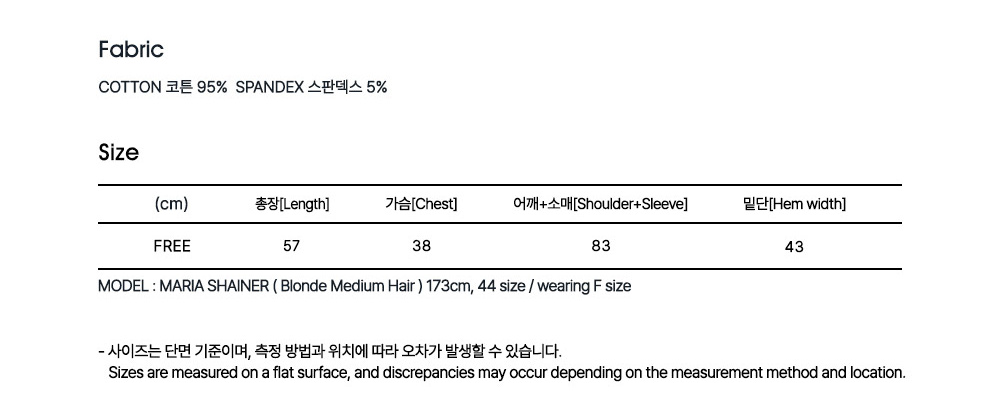 Fabric
COTTON 코튼 95% SPANDEX 스판덱스 5%
Size
(cm) 총장[Length] 가슴[Chest] 어깨+소매[Shoulder+Sleeve] 밑단[Hem width]
FREE 57 38 83 43
MODEL : MARIA SHAINER ( Blonde Medium Hair ) 173cm, 44 size / wearing F size
- 사이즈는 단면 기준이며, 측정 방법과 위치에 따라 오차가 발생할 수 있습니다.
Sizes are measured on a flat surface, and discrepancies may occur depending on the measurement method and location.